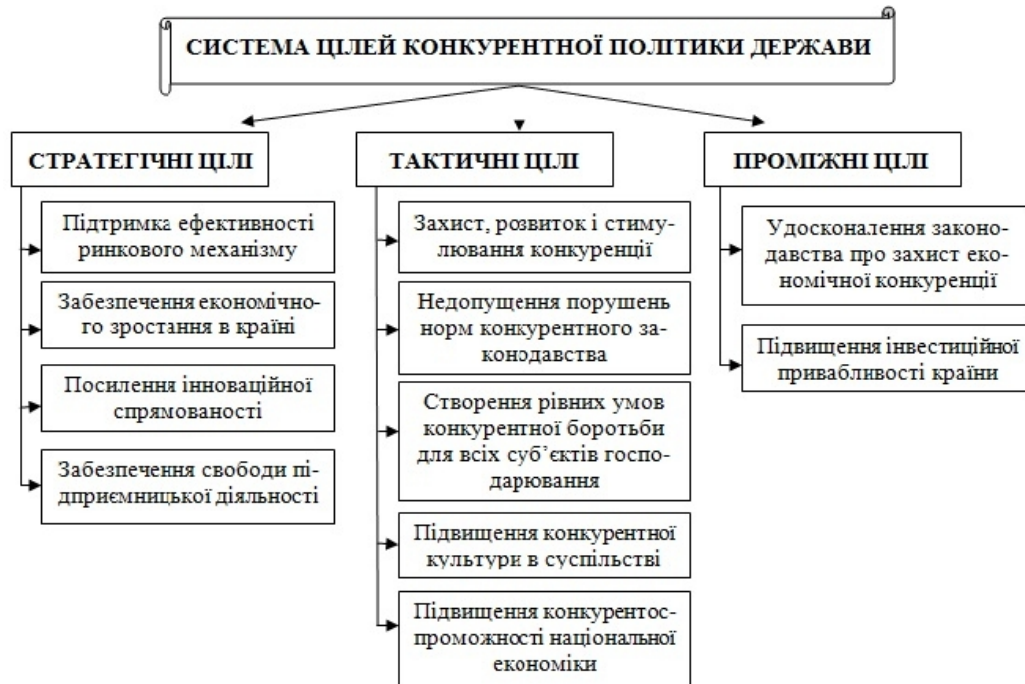 СИСТЕМА ЦІЛЕЙ КОНКУРЕНТНОЇ ПОЛІТИКИ ДЕРЖАВИ
СТРАТЕГІЧНІ ЦІЛІ
Підтримка ефективності
ринкового механізму
Забезпечення економічно-
го зростання в країні
Посилення інноваційної
спрямованості
Забезпечення свободи пі-
дприємницької діяльності
ТАКТИЧНІ ЦІЛІ
Захист, розвиток і стиму-
лювання конкуренції
Недопущення порушень
норм конкурентного за-
конодавства
Створення рівних умов
конкурентної боротьби
для всіх суб’єктів госпо-
дарювання
Підвищення конкурентної
культури в суспільстві
Підвищення конкурентос-
проможності національної
економіки
ПРОМІЖНІ ЦІЛІ
Удосконалення законо-
давства про захист еко-
номічної конкуренції
Підвищення інвестиційної
привабливості країни